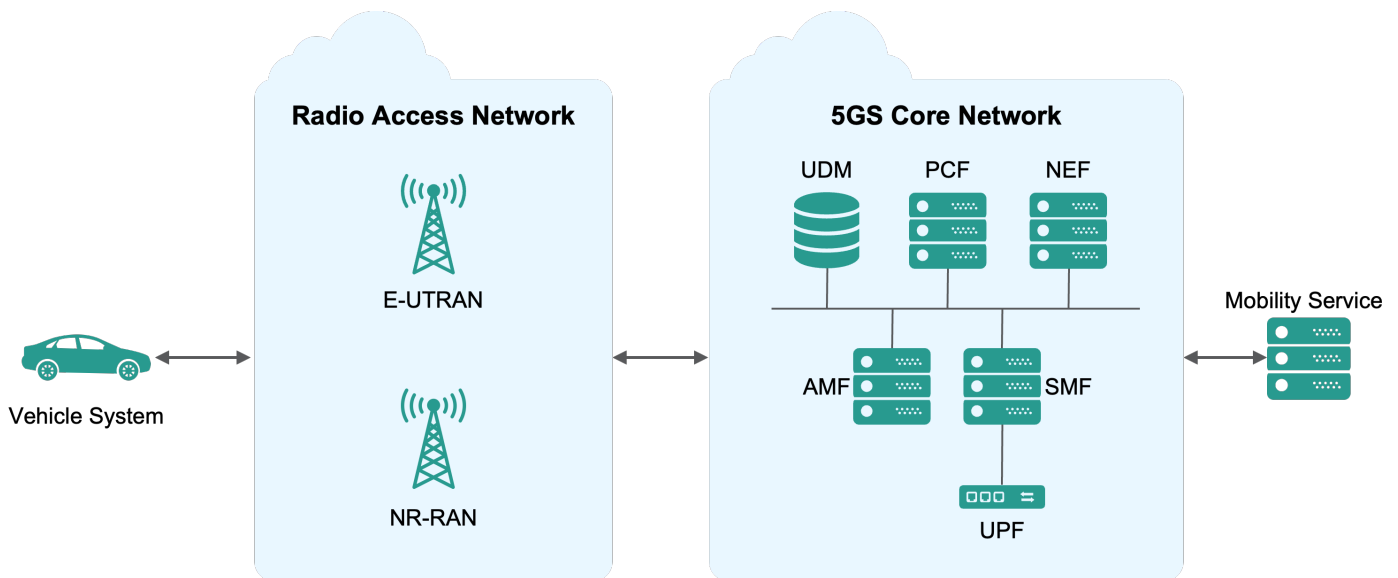 Radio Access Network
5GS Core Network
UDM
PCF
NEF
E-UTRAN
Mobility Service
AMF
SMF
Vehicle System
NR-RAN
UPF